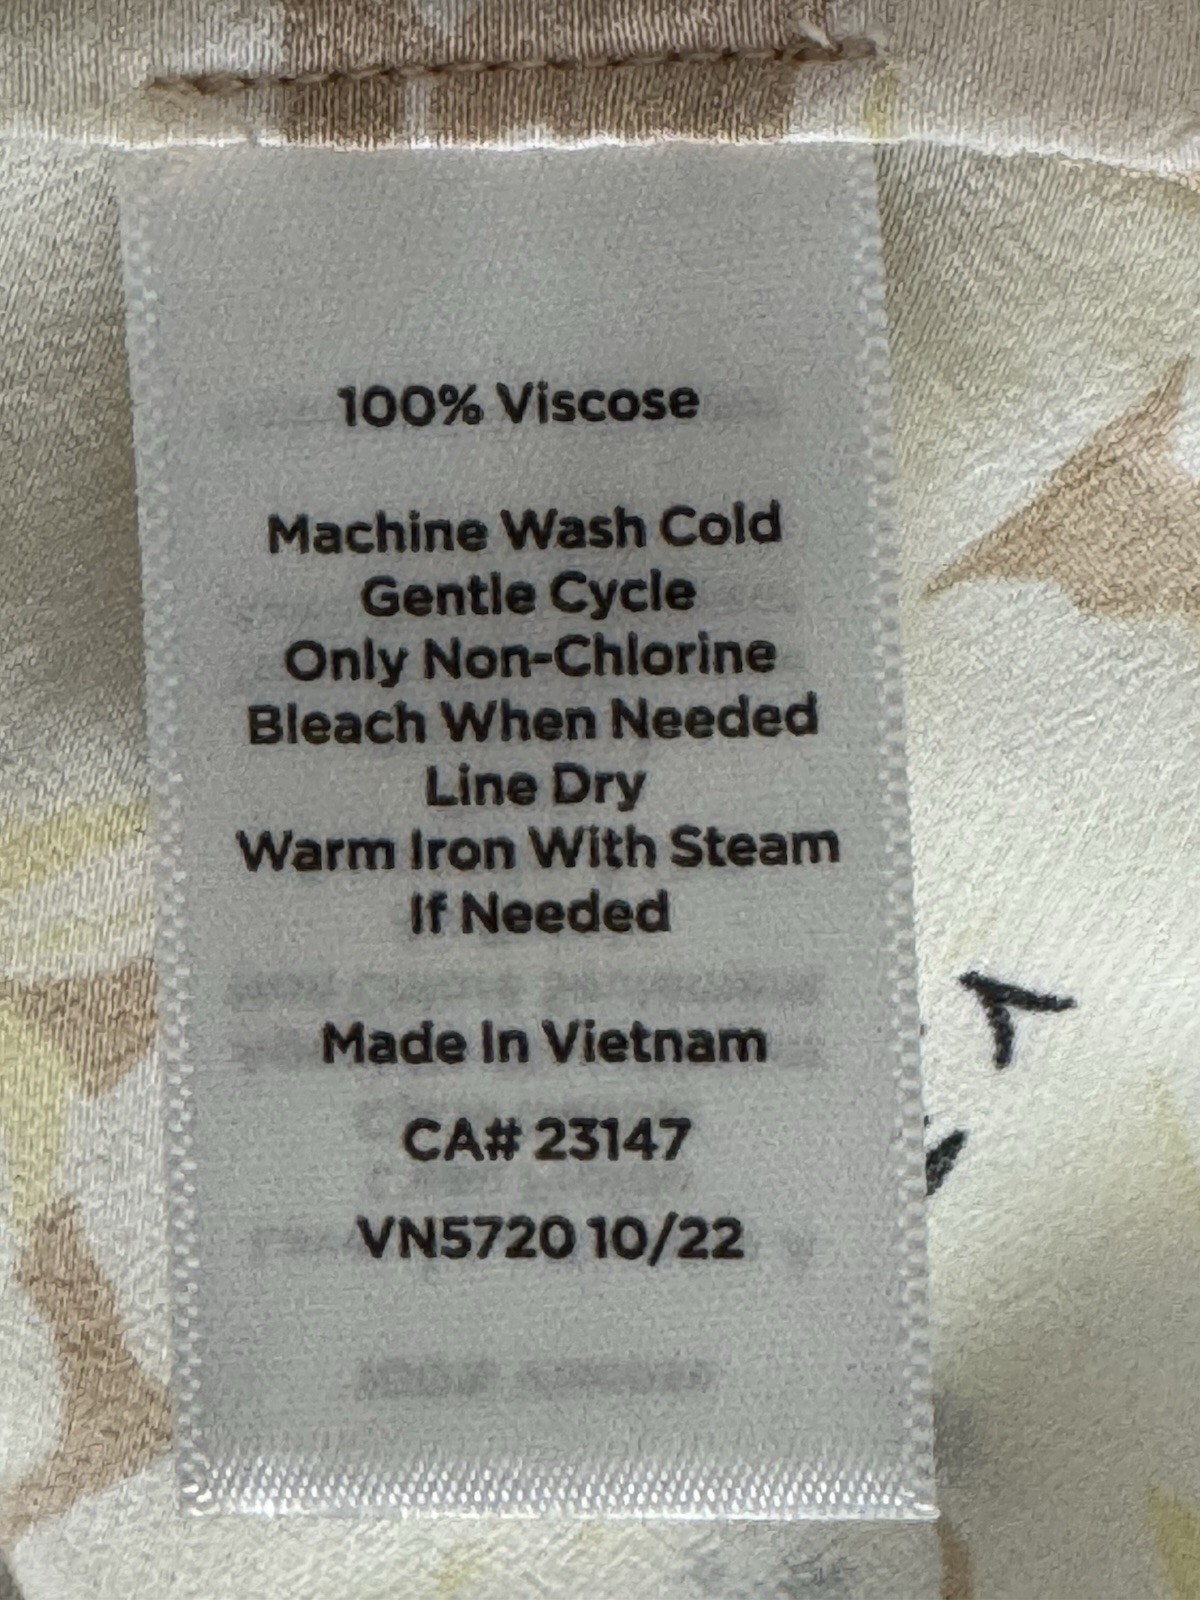 100% Viscose
Machine Wash Cold
Gentle Cycle
Only Non-Chlorine
Bleach When Needed
Line Dry
Warm Iron With Steam
If Needed
Made In Vietnam
CA# 23147
VN5720 10/22